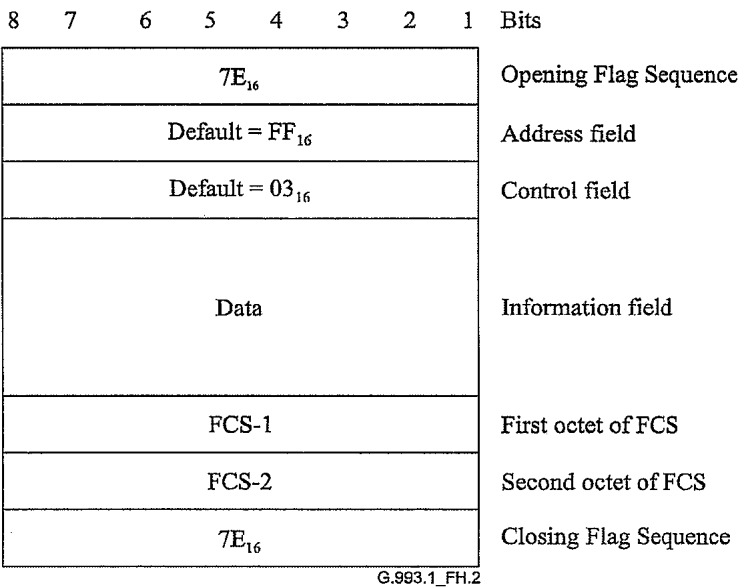 8 7 6 5 4 3 2 1 Bits
7E₁₆ Opening Flag Sequence
Default = FF₁₆ Address field
Default = 03₁₆ Control field
Data Information field
FCS-1 First octet of FCS
FCS-2 Second octet of FCS
7E₁₆ Closing Flag Sequence
G.993.1_FH.2